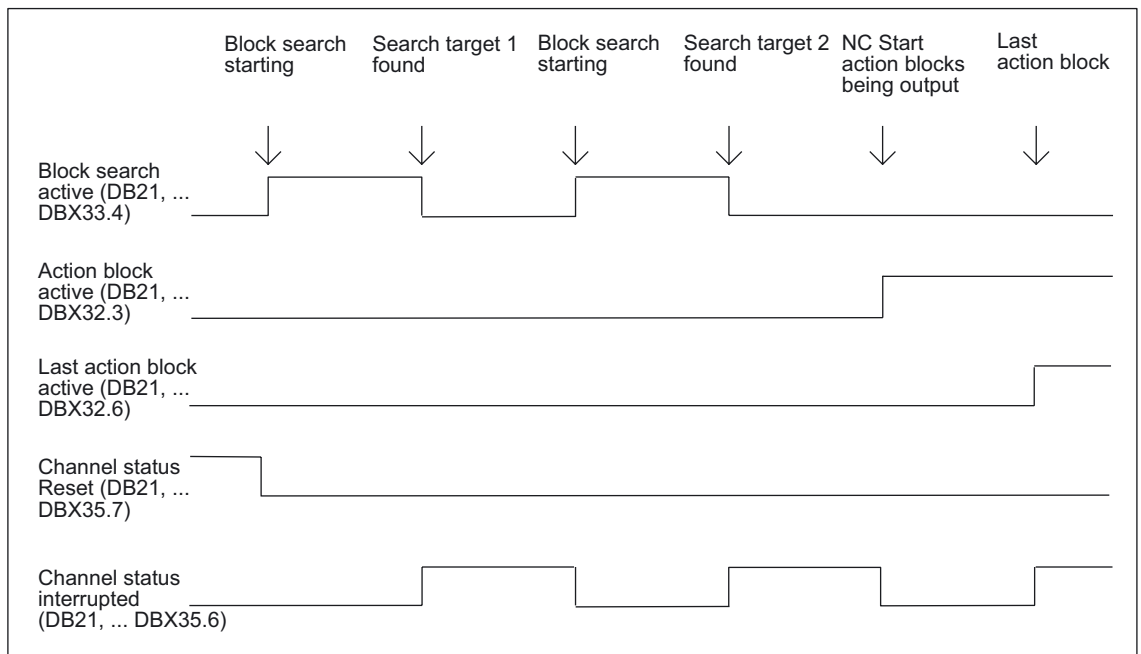 Block search
starting
Search target 1
found
Block search
starting
Search target 2
found
NC Start
action blocks
being output
Last
action block
Block search
active (DB21, ...
DBX33.4)
Action block
active (DB21, ...
DBX32.3)
Last action block
active (DB21, ...
DBX32.6)
Channel status
Reset (DB21, ...
DBX35.7)
Channel status
interrupted
(DB21, ... DBX35.6)